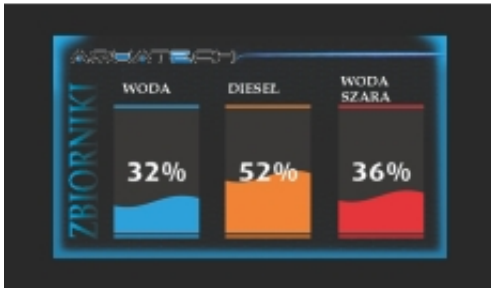 AQUATECH
ZBIORNIKI
WODA
32%
DIESEL
52%
WODA
SZARA
36%